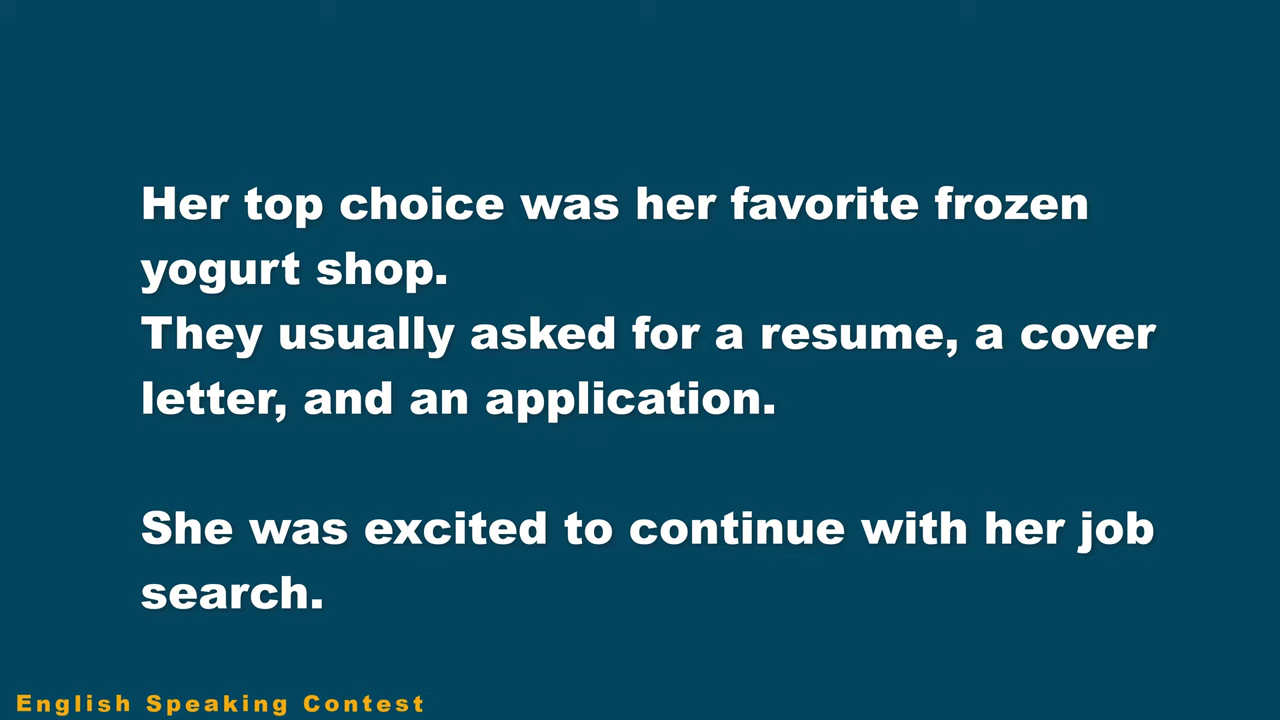 Her top choice was her favorite frozen
yogurt shop.
They usually asked for a resume, a cover
letter, and an application.
She was excited to continue with her job
search.
English Speaking Contest